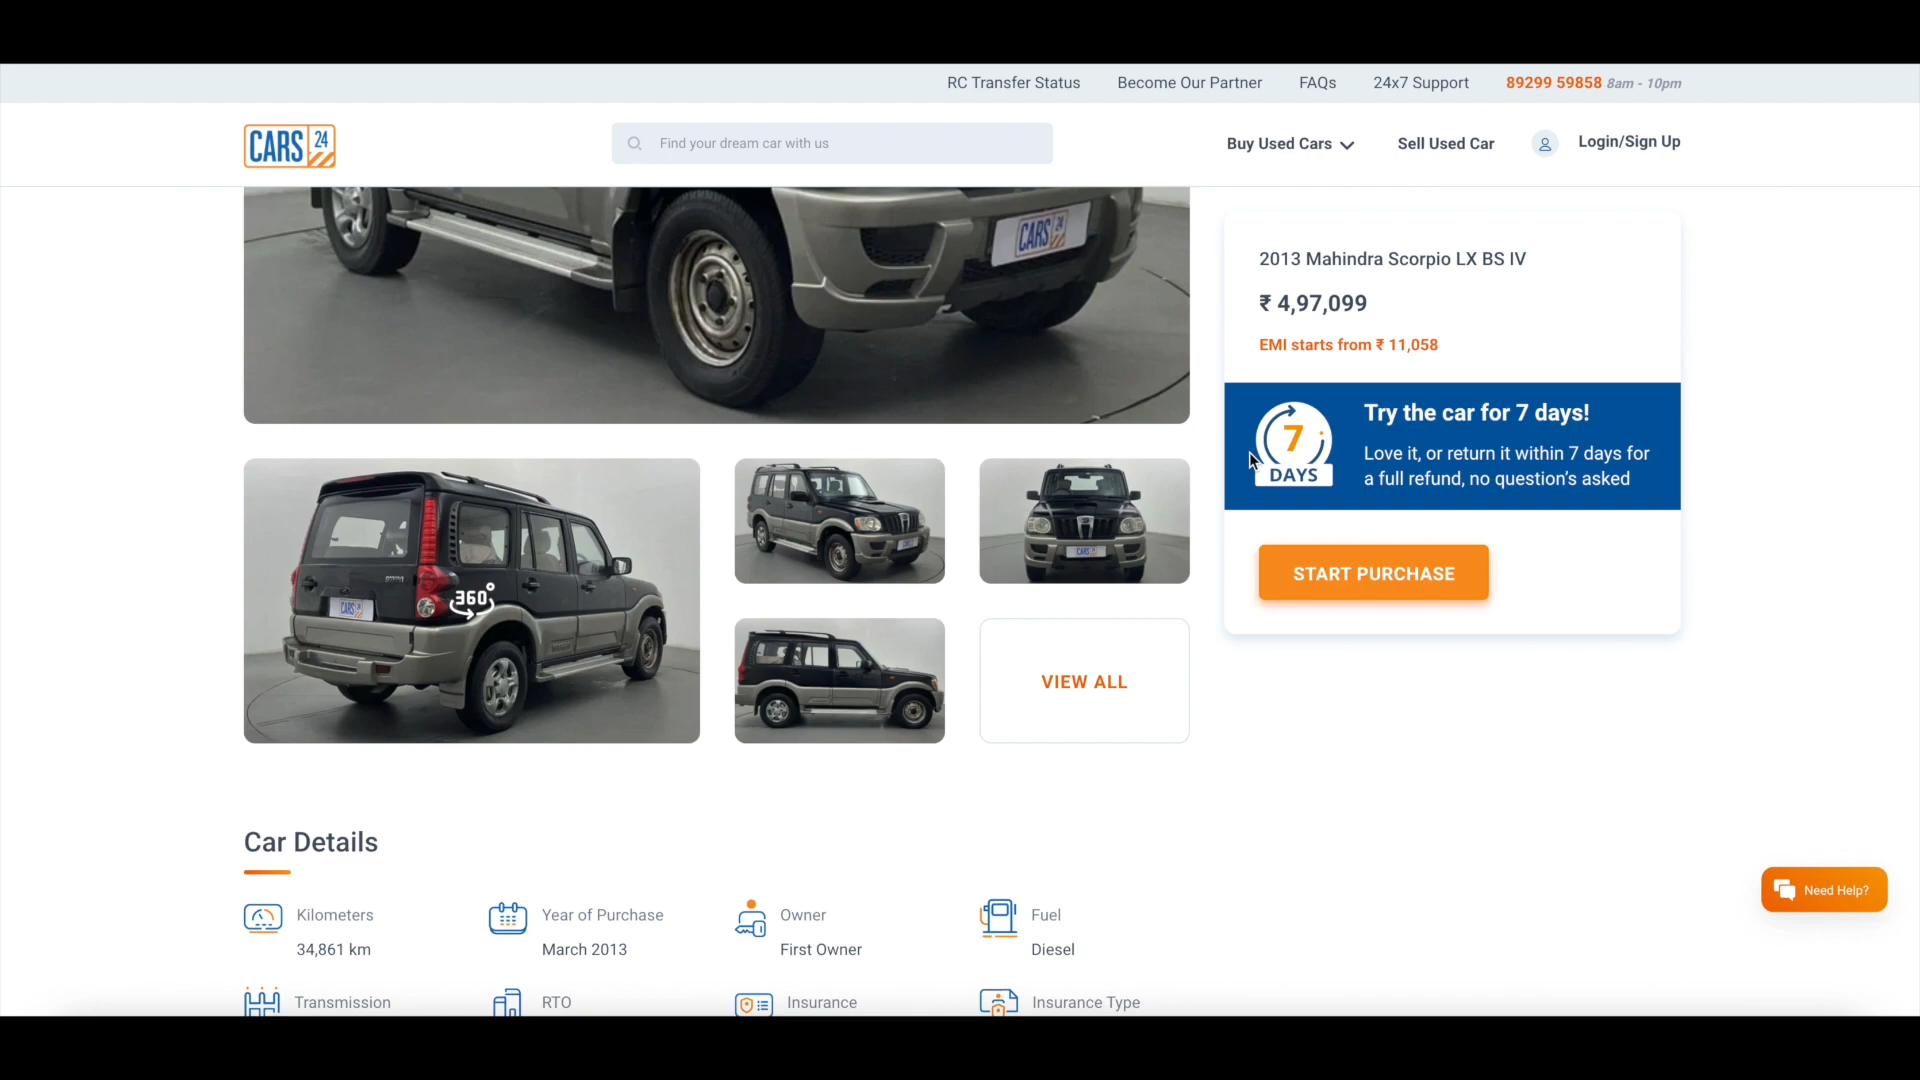 RC Transfer Status Become Our Partner FAQs 24x7 Support 89299 59858 8am - 10pm
CARS 24
Find your dream car with us
Buy Used Cars Sell Used Car Login/Sign Up
CARS 24
2013 Mahindra Scorpio LX BS IV
₹ 4,97,099
EMI starts from ₹ 11,058
7 DAYS
Try the car for 7 days!
Love it, or return it within 7 days for
a full refund, no question's asked
START PURCHASE
360°
CARS
CARS
VIEW ALL
Car Details
Kilometers Year of Purchase Owner Fuel
34,861 km March 2013 First Owner Diesel
Transmission RTO Insurance Insurance Type
Need Help?